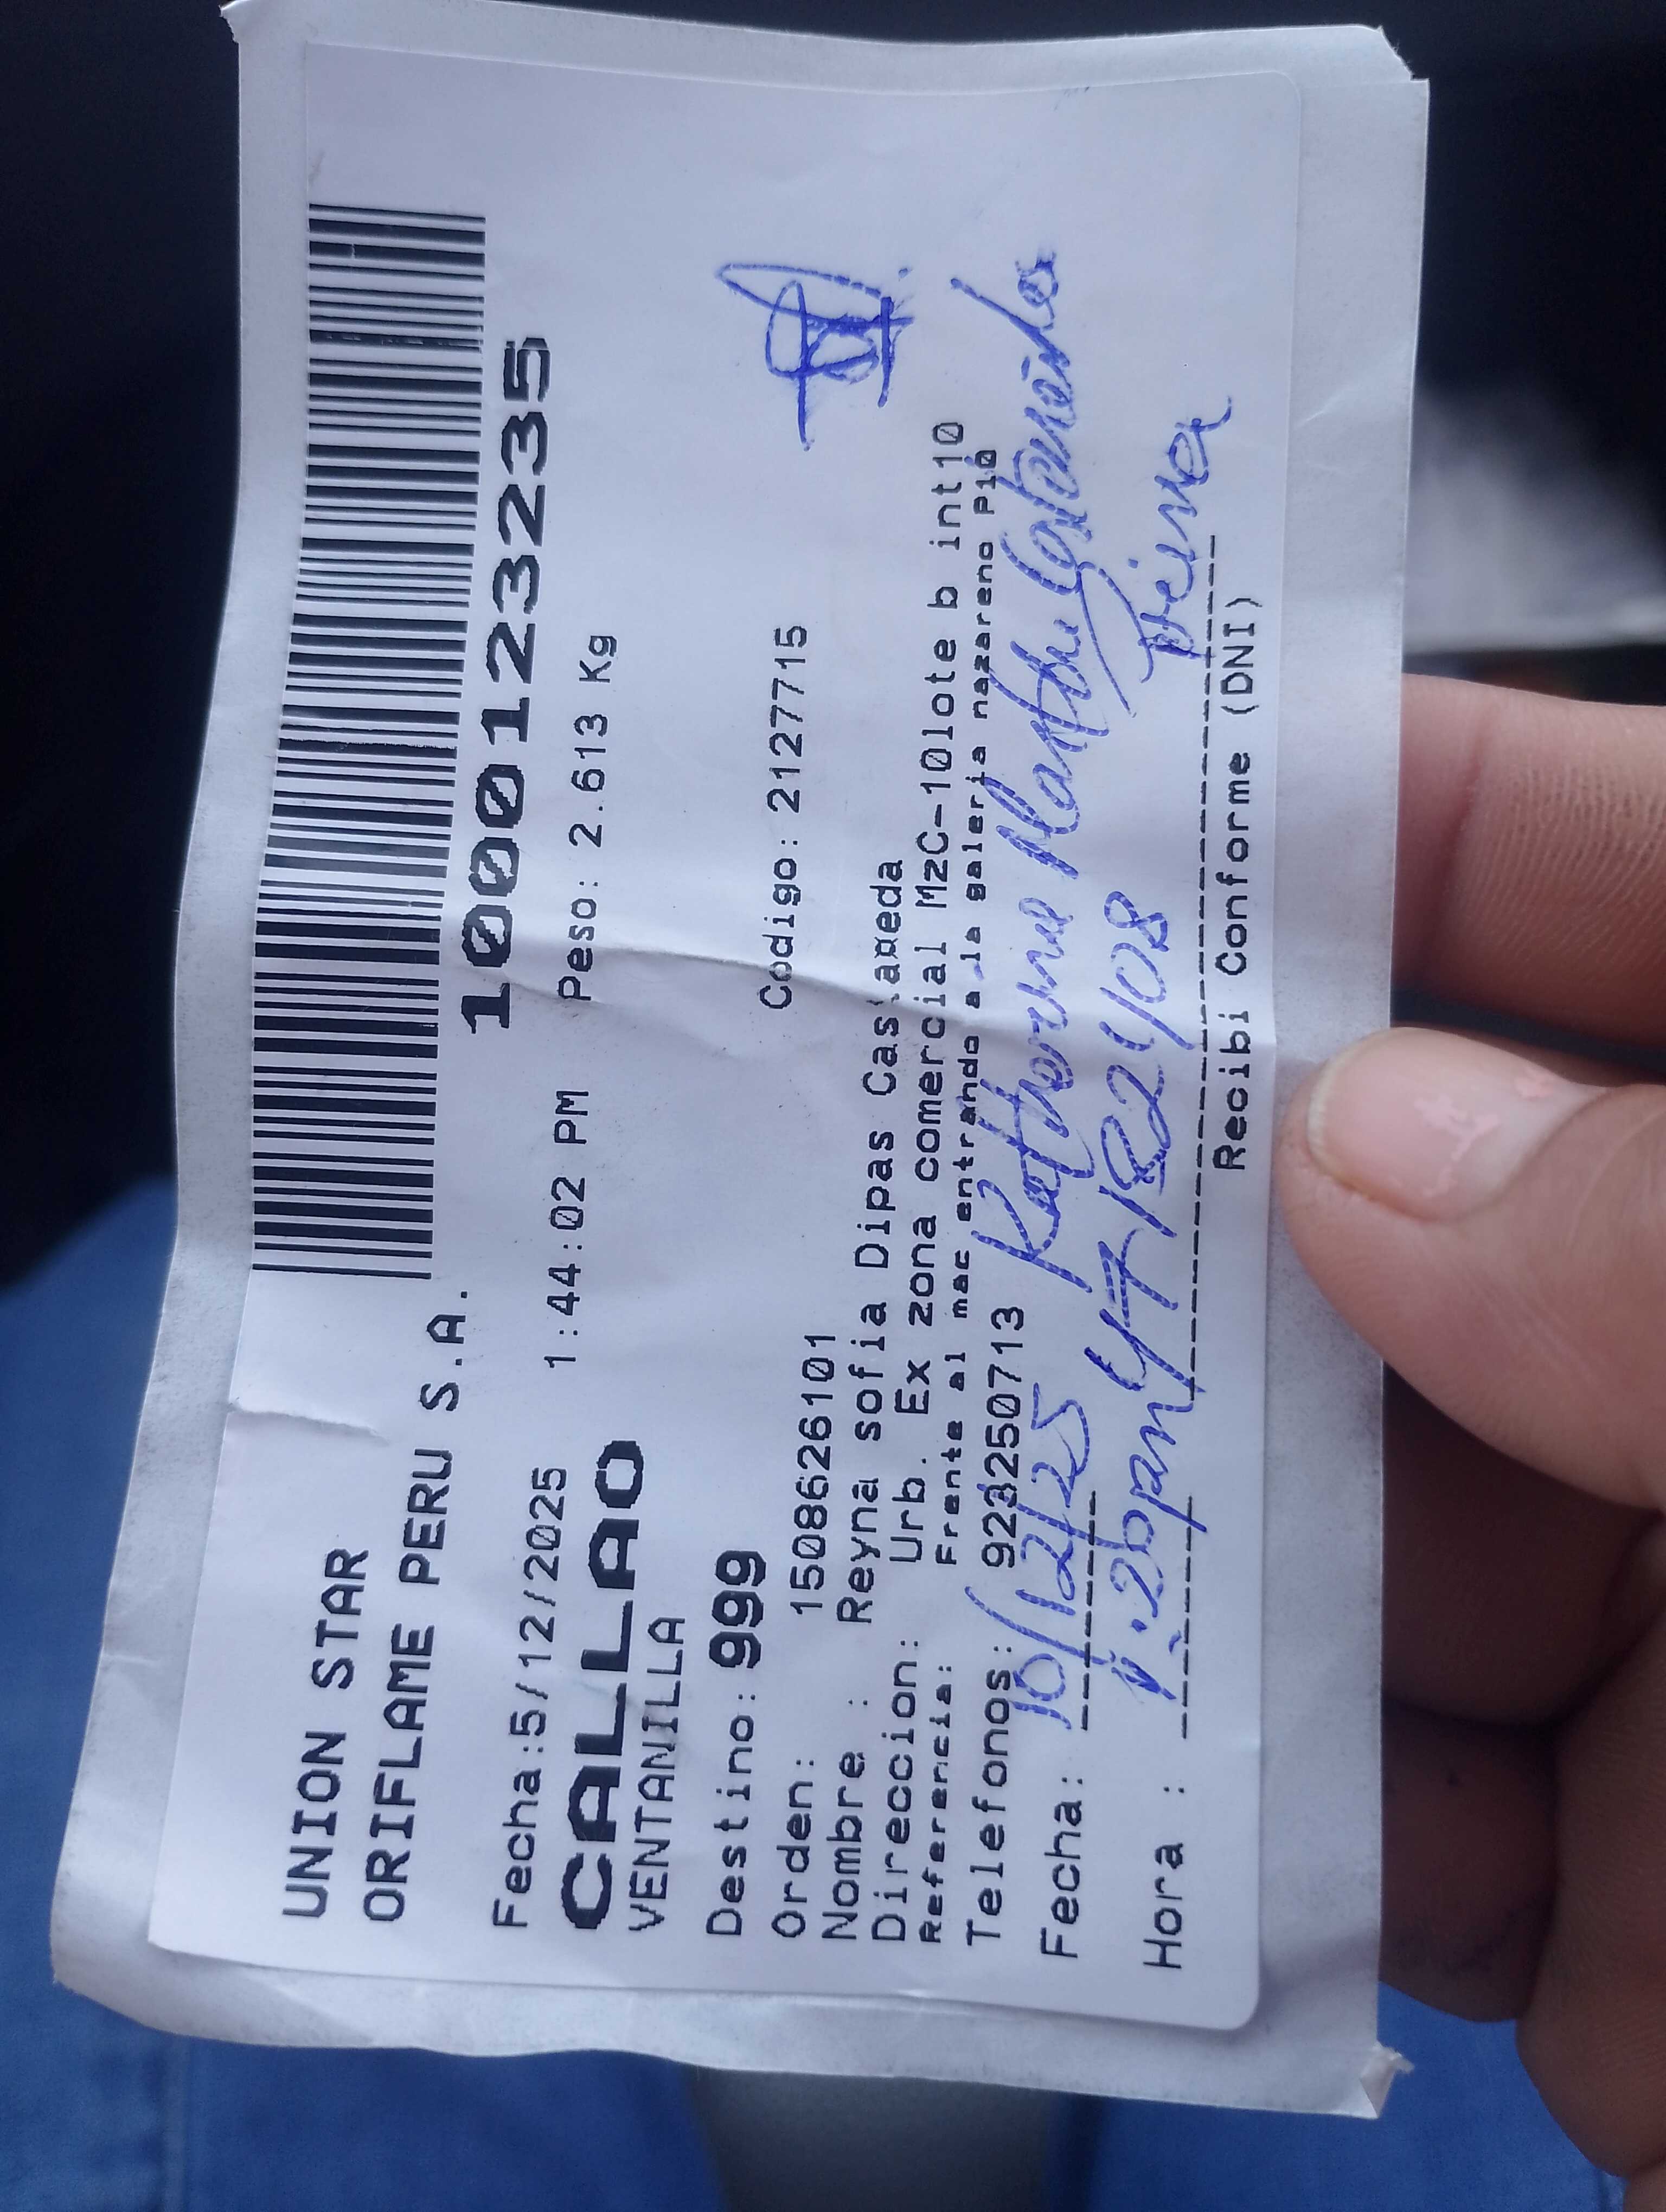 UNION STAR
ORIFLAME PERU S.A.
1000123235
Fecha:5/12/2025 1:44:02 PM Peso: 2.613 Kg
CALLAO
VENTANILLA
Destino: 999 Codigo: 2127715
Orden: 1508626101
Nombre : Reyna sofia Dipas Cas
Direccion: Urb. Ex zona comercial MzC-10lote b int10
Referencia: Frente al mac entrando a la galeria nazareno P10
Telefonos: 923250713
Katherine
Fecha: 10/12/25
Hora : 1:20pm 47182408
Recibi Conforme (DNI)